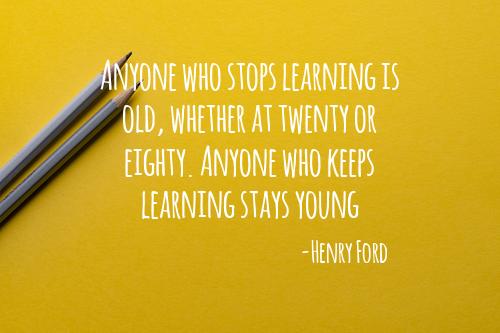 Anyone who stops learning is
old, whether at twenty or
eighty. Anyone who keeps
learning stays young
-Henry Ford